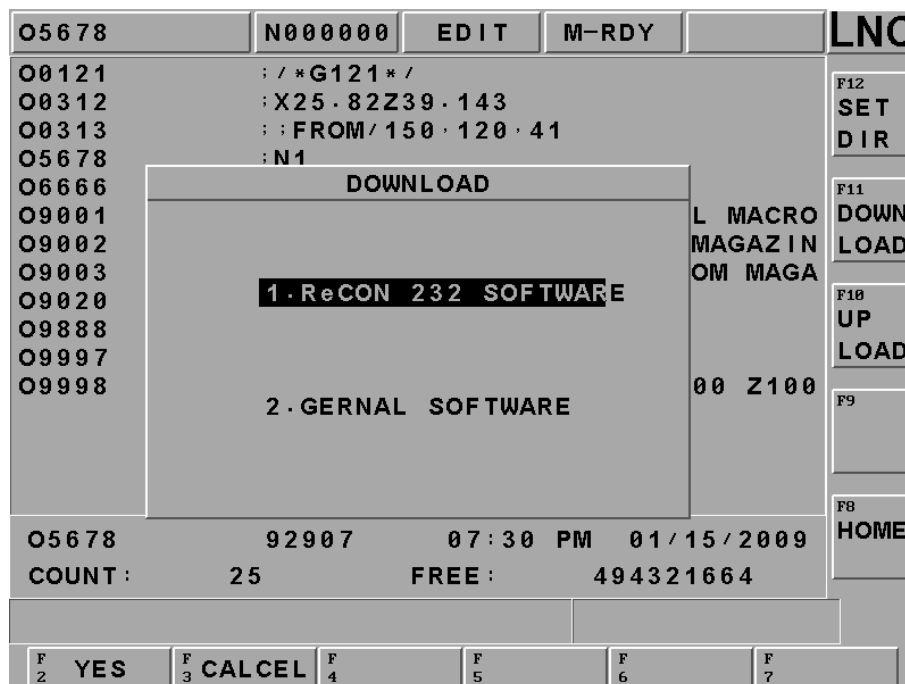 O5678 N000000 EDIT M-RDY LNC
O0121 ;/*G121*/
O0312 ;X25.82Z39.143
O0313 ;;FROM/150,120,41
O5678 ;N1
O6666
O9001 L MACRO
O9002 MAGAZIN
O9003 OM MAGA
O9020
O9888
O9997
O9998 00 Z100
DOWNLOAD
1.ReCON 232 SOFTWARE
2.GERNAL SOFTWARE
F12
SET
DIR
F11
DOWN
LOAD
F10
UP
LOAD
F9
F8
HOME
O5678 92907 07:30 PM 01/15/2009
COUNT: 25 FREE: 494321664
F2 YES F3 CALCEL F4 F5 F6 F7